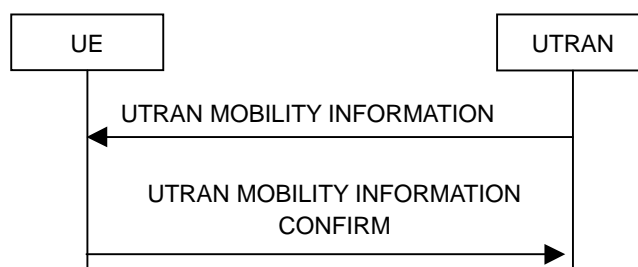 UE
UTRAN
UTRAN MOBILITY INFORMATION
UTRAN MOBILITY INFORMATION
CONFIRM